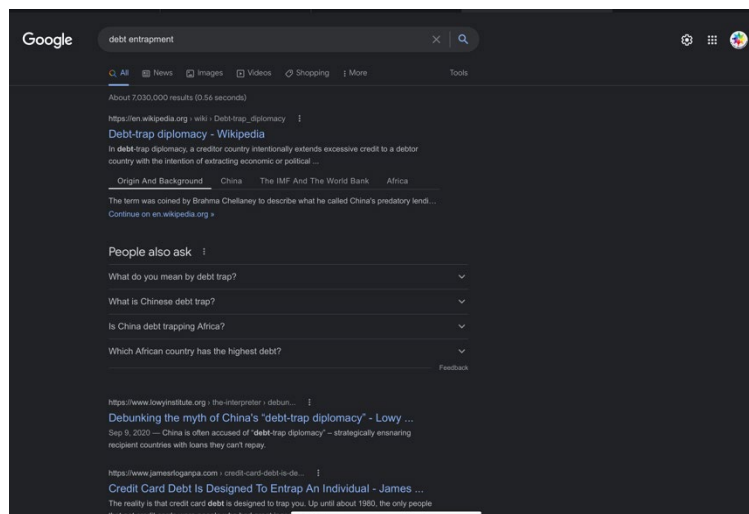 Google
debt entrapment
All News Images Videos Shopping More Tools
About 7,030,000 results (0.56 seconds)
https://en.wikipedia.org › wiki › Debt-trap_diplomacy
Debt-trap diplomacy - Wikipedia
In debt-trap diplomacy, a creditor country intentionally extends excessive credit to a debtor
country with the intention of extracting economic or political ...
Origin And Background China The IMF And The World Bank Africa
The term was coined by Brahma Chellaney to describe what he called China's predatory lendi...
Continue on en.wikipedia.org »
People also ask
What do you mean by debt trap?
What is Chinese debt trap?
Is China debt trapping Africa?
Which African country has the highest debt?
Feedback
https://www.lowyinstitute.org › the-interpreter › debun...
Debunking the myth of China's “debt-trap diplomacy” - Lowy ...
Sep 9, 2020 — China is often accused of “debt-trap diplomacy” – strategically ensnaring
recipient countries with loans they can't repay.
https://www.jamesrloganpa.com › credit-card-debt-is-de...
Credit Card Debt Is Designed To Entrap An Individual - James ...
The reality is that credit card debt is designed to trap you. Up until about 1980, the only people